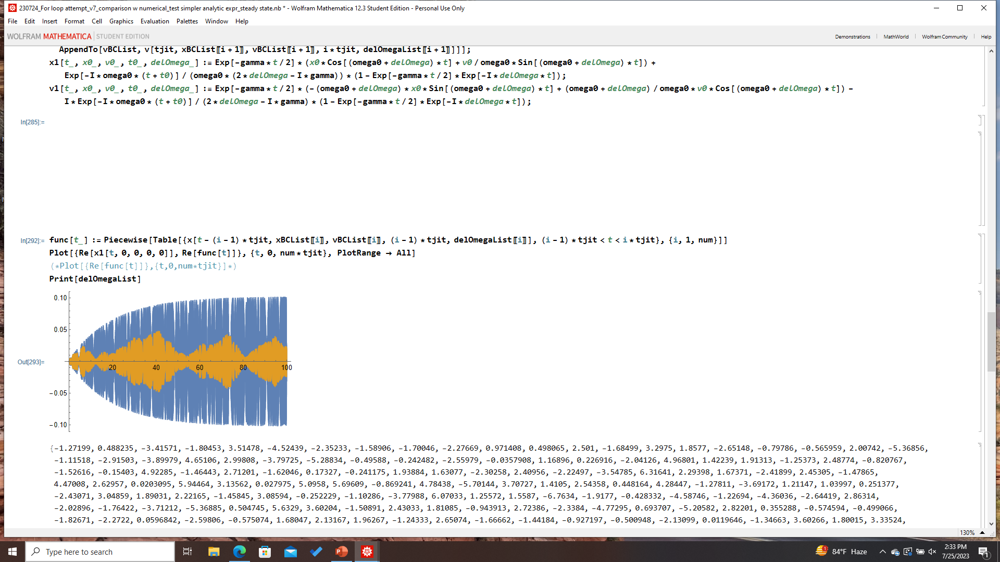 230724_For loop attempt_v7_comparison w numerical_test simpler analytic expr_steady state.nb * - Wolfram Mathematica 12.3 Student Edition - Personal Use Only
File Edit Insert Format Cell Graphics Evaluation Palettes Window Help
WOLFRAM MATHEMATICA STUDENT EDITION
Demonstrations MathWorld Wolfram Community Help
AppendTo[vBCList, v[tjit, xBCList[[i + 1]], vBCList[[i + 1]], i * tjit, delOmegaList[[i + 1]]]];
x1[t_, x0_, v0_, t0_, delOmega_] := Exp[-gamma * t / 2] * (x0 * Cos[(omega0 + delOmega) * t] + v0 / omega0 * Sin[(omega0 + delOmega) * t]) +
Exp[-I * omega0 * (t + t0)] / (omega0 * (2 * delOmega - I * gamma)) * (1 - Exp[-gamma * t / 2] * Exp[-I * delOmega * t]);
v1[t_, x0_, v0_, t0_, delOmega_] := Exp[-gamma * t / 2] * (- (omega0 + delOmega) * x0 * Sin[(omega0 + delOmega) * t] + (omega0 + delOmega) / omega0 * v0 * Cos[(omega0 + delOmega) * t]) -
I * Exp[-I * omega0 * (t + t0)] / (2 * delOmega - I * gamma) * (1 - Exp[-gamma * t / 2] * Exp[-I * delOmega * t]);
In[285]:=
In[292]:= func[t_] := Piecewise[Table[{x[t - (i - 1) * tjit, xBCList[[i]], vBCList[[i]], (i - 1) * tjit, delOmegaList[[i]]], (i - 1) * tjit < t < i * tjit}, {i, 1, num}]]
Plot[{Re[x1[t, 0, 0, 0, 0]], Re[func[t]]}, {t, 0, num * tjit}, PlotRange → All]
(*Plot[{Re[func[t]]},{t,0,num*tjit}]*)
Print[delOmegaList]
0.10
0.05
Out[293]=
20 40 60 80 100
-0.05
-0.10
{-1.27199, 0.488235, -3.41571, -1.80453, 3.51478, -4.52439, -2.35233, -1.58906, -1.70046, -2.27669, 0.971408, 0.498065, 2.501, -1.68499, 3.2975, 1.8577, -2.65148, -0.79786, -0.565959, 2.00742, -5.36856,
-1.11518, -2.91503, -3.89979, 4.65106, 2.99808, -3.79725, -5.28834, -0.49588, -0.242482, -2.55979, -0.0357908, 1.16896, 0.226916, -2.04126, 4.96801, 1.42239, 1.91313, -1.25373, 2.48774, -0.820767,
-1.52616, -0.15403, 4.92285, -1.46443, 2.71201, -1.62046, 0.17327, -0.241175, 1.93884, 1.63077, -2.30258, 2.40956, -2.22497, -3.54785, 6.31641, 2.29398, 1.67371, -2.41899, 2.45305, -1.47865,
4.47008, 2.62957, 0.0203095, 5.94464, 3.13562, 0.027975, 5.0958, 5.69609, -0.869241, 4.78438, -5.70144, 3.70727, 1.4105, 2.54358, 0.448164, 4.28447, -1.27811, -3.69172, 1.21147, 1.03997, 0.251377,
-2.43071, 3.04859, 1.89031, 2.22165, -1.45845, 3.08594, -0.252229, -1.10286, -3.77988, 6.07033, 1.25572, 1.5587, -6.7634, -1.9177, -0.428332, -4.58746, -1.22694, -4.36036, -2.64419, 2.86314,
-2.02896, -1.76422, -3.71212, -5.36885, 0.504745, 5.6329, 3.60204, -1.50891, 2.43033, 1.81085, -0.943913, 2.72386, -2.3384, -4.77295, 0.693707, -5.20582, 2.82201, 0.355288, -0.574594, -0.499066,
-1.82671, -2.2722, 0.0596842, -2.59806, -0.575074, 1.68047, 2.13167, 1.96267, -1.24333, 2.65074, -1.66662, -1.44184, -0.927197, -0.500948, -2.13099, 0.0119646, -1.34663, 3.60266, 1.80015, 3.33524,
130%
Type here to search
84°F Haze
2:33 PM
7/25/2023